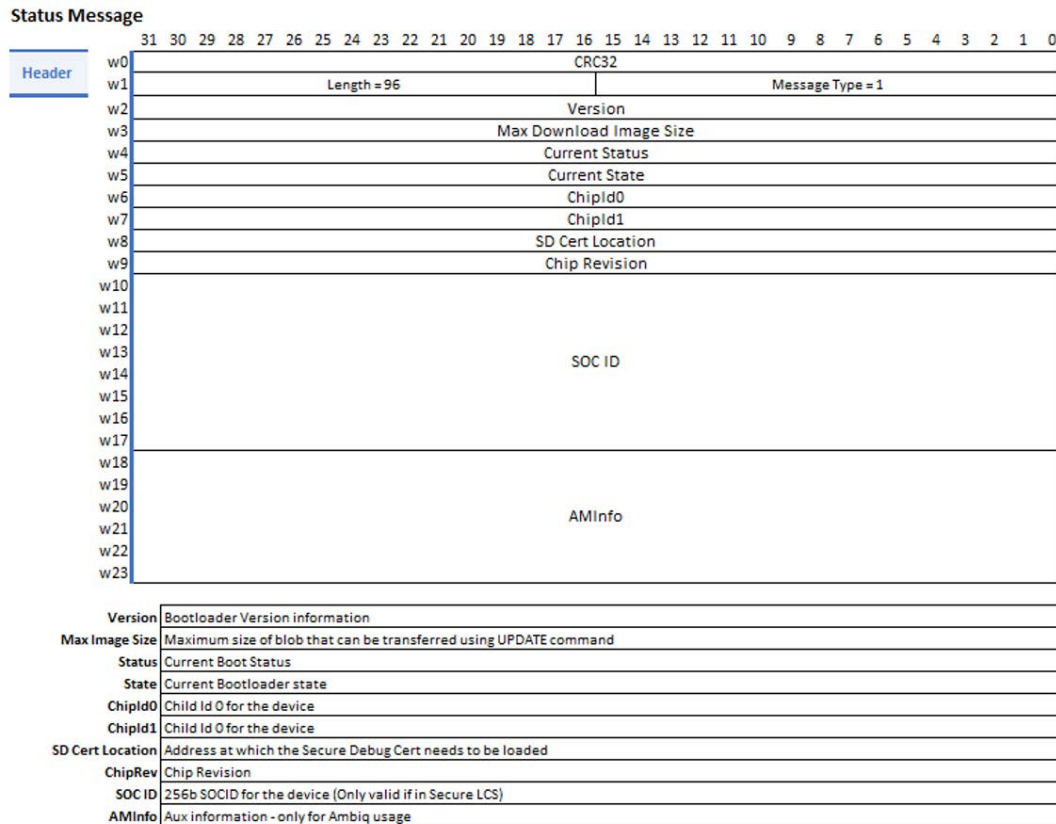 Status Message
31 30 29 28 27 26 25 24 23 22 21 20 19 18 17 16 15 14 13 12 11 10 9 8 7 6 5 4 3 2 1 0
Header
w0 CRC32
w1 Length = 96 Message Type = 1
w2 Version
w3 Max Download Image Size
w4 Current Status
w5 Current State
w6 ChipId0
w7 ChipId1
w8 SD Cert Location
w9 Chip Revision
w10
w11
w12
w13
SOC ID
w14
w15
w16
w17
w18
w19
w20
AMInfo
w21
w22
w23
Version Bootloader Version information
Max Image Size Maximum size of blob that can be transferred using UPDATE command
Status Current Boot Status
State Current Bootloader state
ChipId0 Child Id 0 for the device
ChipId1 Child Id 0 for the device
SD Cert Location Address at which the Secure Debug Cert needs to be loaded
ChipRev Chip Revision
SOC ID 256b SOCID for the device (Only valid if in Secure LCS)
AMInfo Aux information - only for Ambiq usage